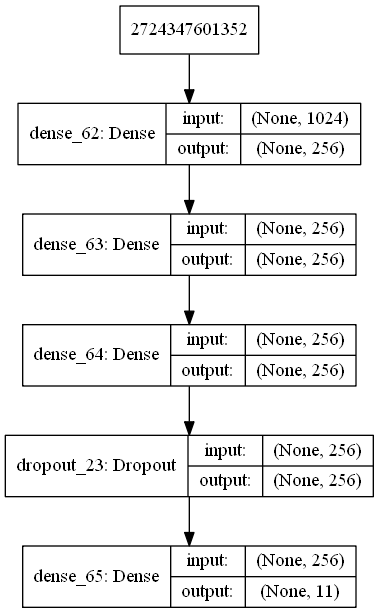 2724347601352
dense_62: Dense
input: (None, 1024)
output: (None, 256)
dense_63: Dense
input: (None, 256)
output: (None, 256)
dense_64: Dense
input: (None, 256)
output: (None, 256)
dropout_23: Dropout
input: (None, 256)
output: (None, 256)
dense_65: Dense
input: (None, 256)
output: (None, 11)